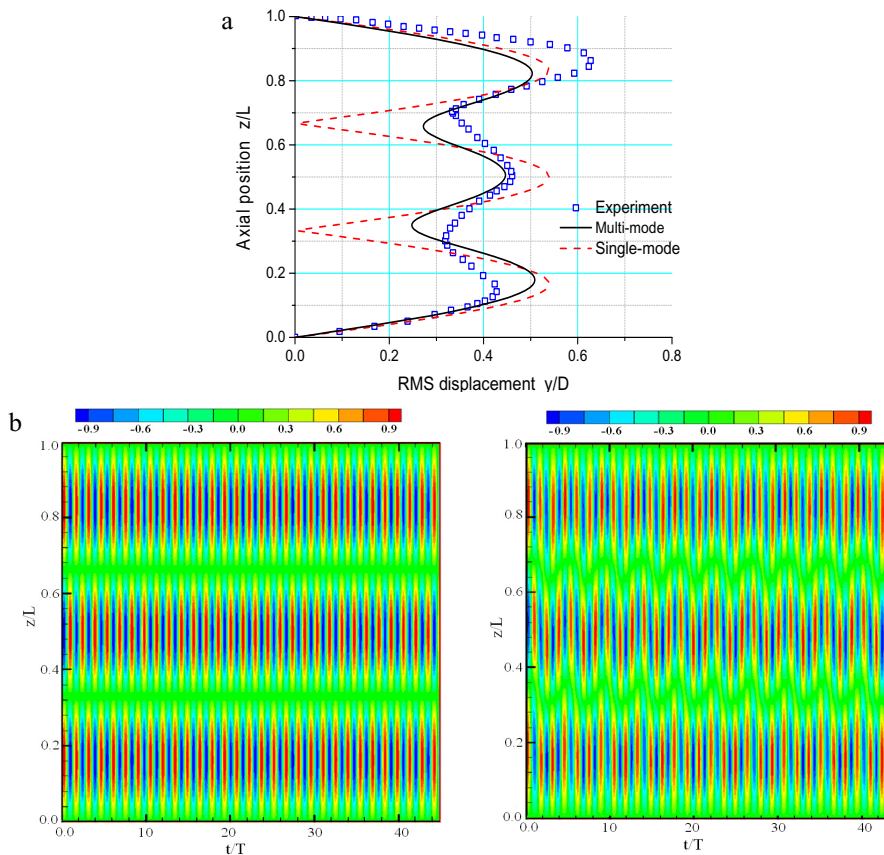 a
1.0
0.8
0.6
0.4
0.2
0.0
Axial position z/L
Experiment
Multi-mode
Single-mode
0.0 0.2 0.4 0.6 0.8
RMS displacement y/D
b
-0.9 -0.6 -0.3 0.0 0.3 0.6 0.9
1.0
0.8
0.6
0.4
0.2
0.0
z/L
0.0 10 20 30 40
t/T
-0.9 -0.6 -0.3 0.0 0.3 0.6 0.9
1.0
0.8
0.6
0.4
0.2
0.0
z/L
0.0 10 20 30 40
t/T